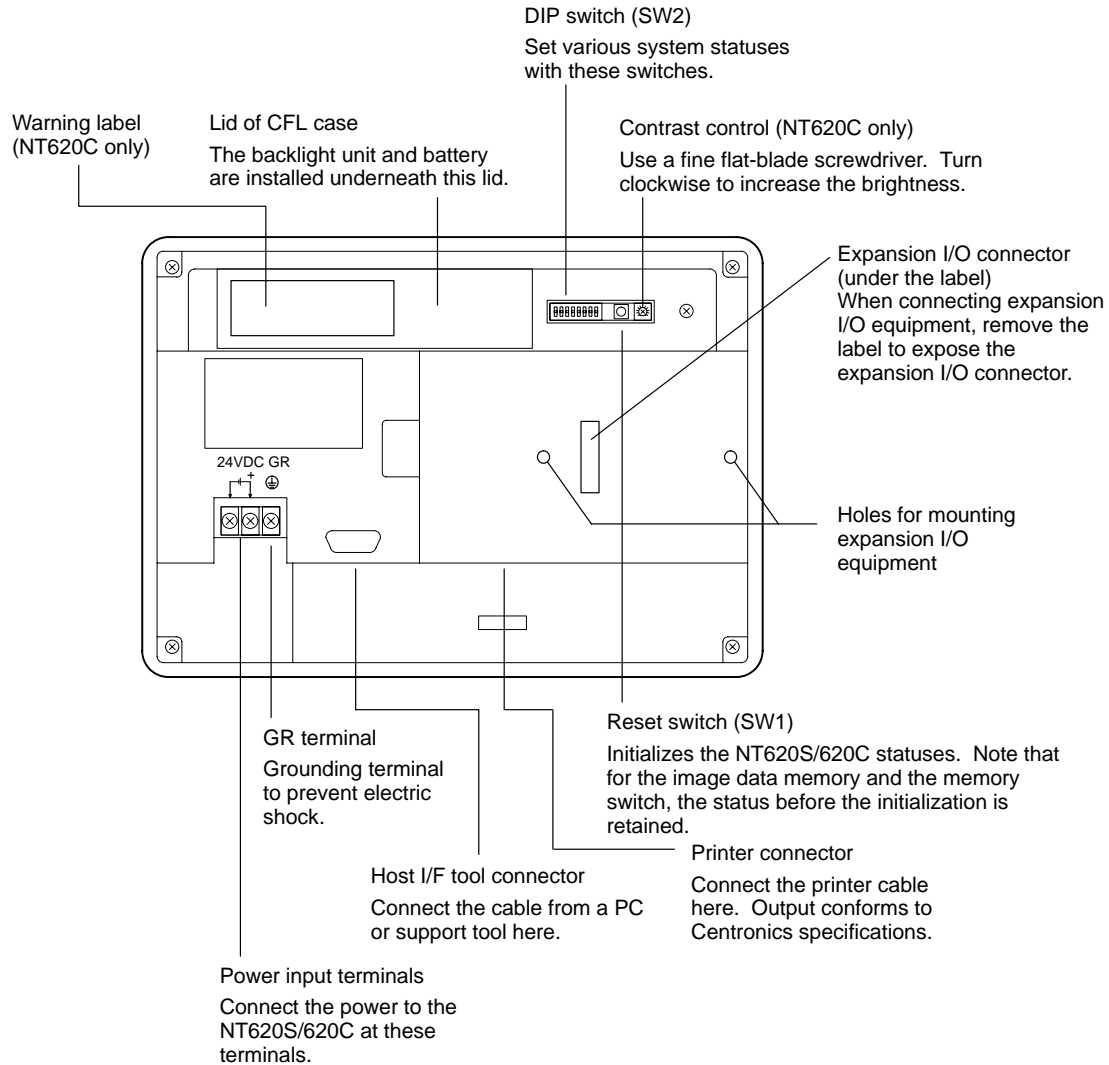 DIP switch (SW2)
Set various system statuses
with these switches.
Warning label
(NT620C only)
Lid of CFL case
The backlight unit and battery
are installed underneath this lid.
Contrast control (NT620C only)
Use a fine flat-blade screwdriver. Turn
clockwise to increase the brightness.
Expansion I/O connector
(under the label)
When connecting expansion
I/O equipment, remove the
label to expose the
expansion I/O connector.
24VDC GR
+
Holes for mounting
expansion I/O
equipment
GR terminal
Grounding terminal
to prevent electric
shock.
Reset switch (SW1)
Initializes the NT620S/620C statuses. Note that
for the image data memory and the memory
switch, the status before the initialization is
retained.
Host I/F tool connector
Connect the cable from a PC
or support tool here.
Printer connector
Connect the printer cable
here. Output conforms to
Centronics specifications.
Power input terminals
Connect the power to the
NT620S/620C at these
terminals.